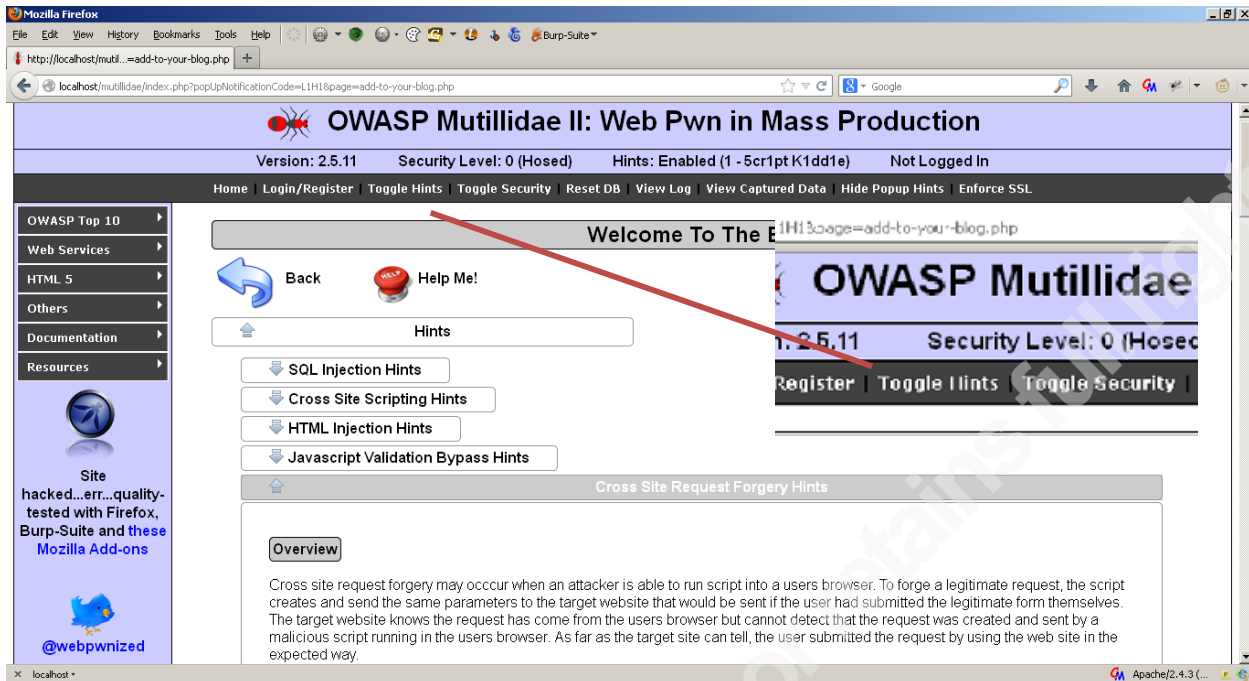 Mozilla Firefox
File Edit View History Bookmarks Tools Help Burp-Suite
http://localhost/mutil...=add-to-your-blog.php +
localhost/mutillidae/index.php?popUpNotificationCode=L1H1&page=add-to-your-blog.php Google
OWASP Mutillidae II: Web Pwn in Mass Production
Version: 2.5.11 Security Level: 0 (Hosed) Hints: Enabled (1 - 5cr1pt K1dd1e) Not Logged In
Home | Login/Register | Toggle Hints | Toggle Security | Reset DB | View Log | View Captured Data | Hide Popup Hints | Enforce SSL
OWASP Top 10
Web Services
HTML 5
Others
Documentation
Resources
Site
hacked...err...quality-
tested with Firefox,
Burp-Suite and these
Mozilla Add-ons
@webpwnized
Welcome To The
Back
HELP
Help Me!
Hints
SQL Injection Hints
Cross Site Scripting Hints
HTML Injection Hints
Javascript Validation Bypass Hints
Cross Site Request Forgery Hints
Overview
Cross site request forgery may occcur when an attacker is able to run script into a users browser. To forge a legitimate request, the script
creates and send the same parameters to the target website that would be sent if the user had submitted the legitimate form themselves.
The target website knows the request has come from the users browser but cannot detect that the request was created and sent by a
malicious script running in the users browser. As far as the target site can tell, the user submitted the request by using the web site in the
expected way.
1H1&page=add-to-your-blog.php
OWASP Mutillidae
2.5.11 Security Level: 0 (Hosed
Register | Toggle Hints | Toggle Security |
tains full righ
x localhost
Apache/2.4.3 (...